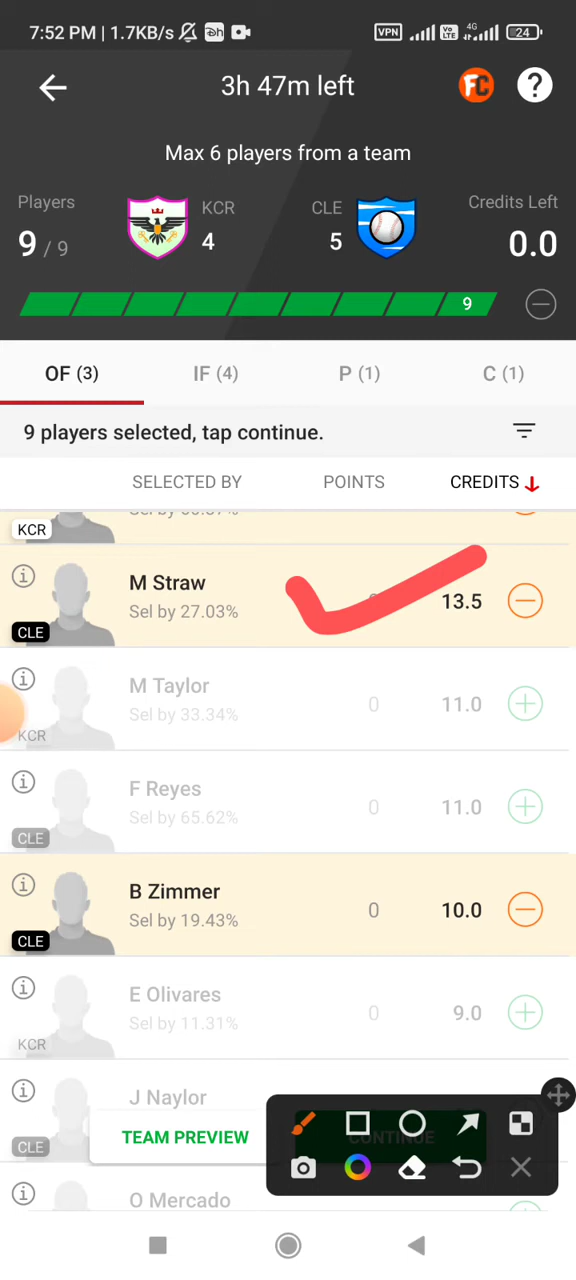 7:52 PM | 1.7KB/s
VPN Vo LTE 4G 24
3h 47m left
FC ?
Max 6 players from a team
Players KCR CLE Credits Left
9 / 9 4 5 0.0
9
OF (3) IF (4) P (1) C (1)
9 players selected, tap continue.
SELECTED BY POINTS CREDITS
KCR
M Straw
Sel by 27.03% 13.5
CLE
M Taylor
Sel by 33.34% 0 11.0
KCR
F Reyes
Sel by 65.62% 0 11.0
CLE
B Zimmer
Sel by 19.43% 0 10.0
CLE
E Olivares
Sel by 11.31% 0 9.0
KCR
J Naylor
TEAM PREVIEW CONTINUE
CLE
O Mercado